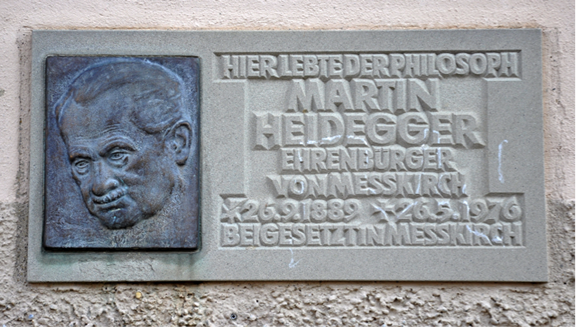 HIER LEBTE DER PHILOSOPH
MARTIN
HEIDEGGER
EHRENBÜRGER
VON MESSKIRCH
*26.9.1889 *26.5.1976
BEIGESETZT IN MESSKIRCH